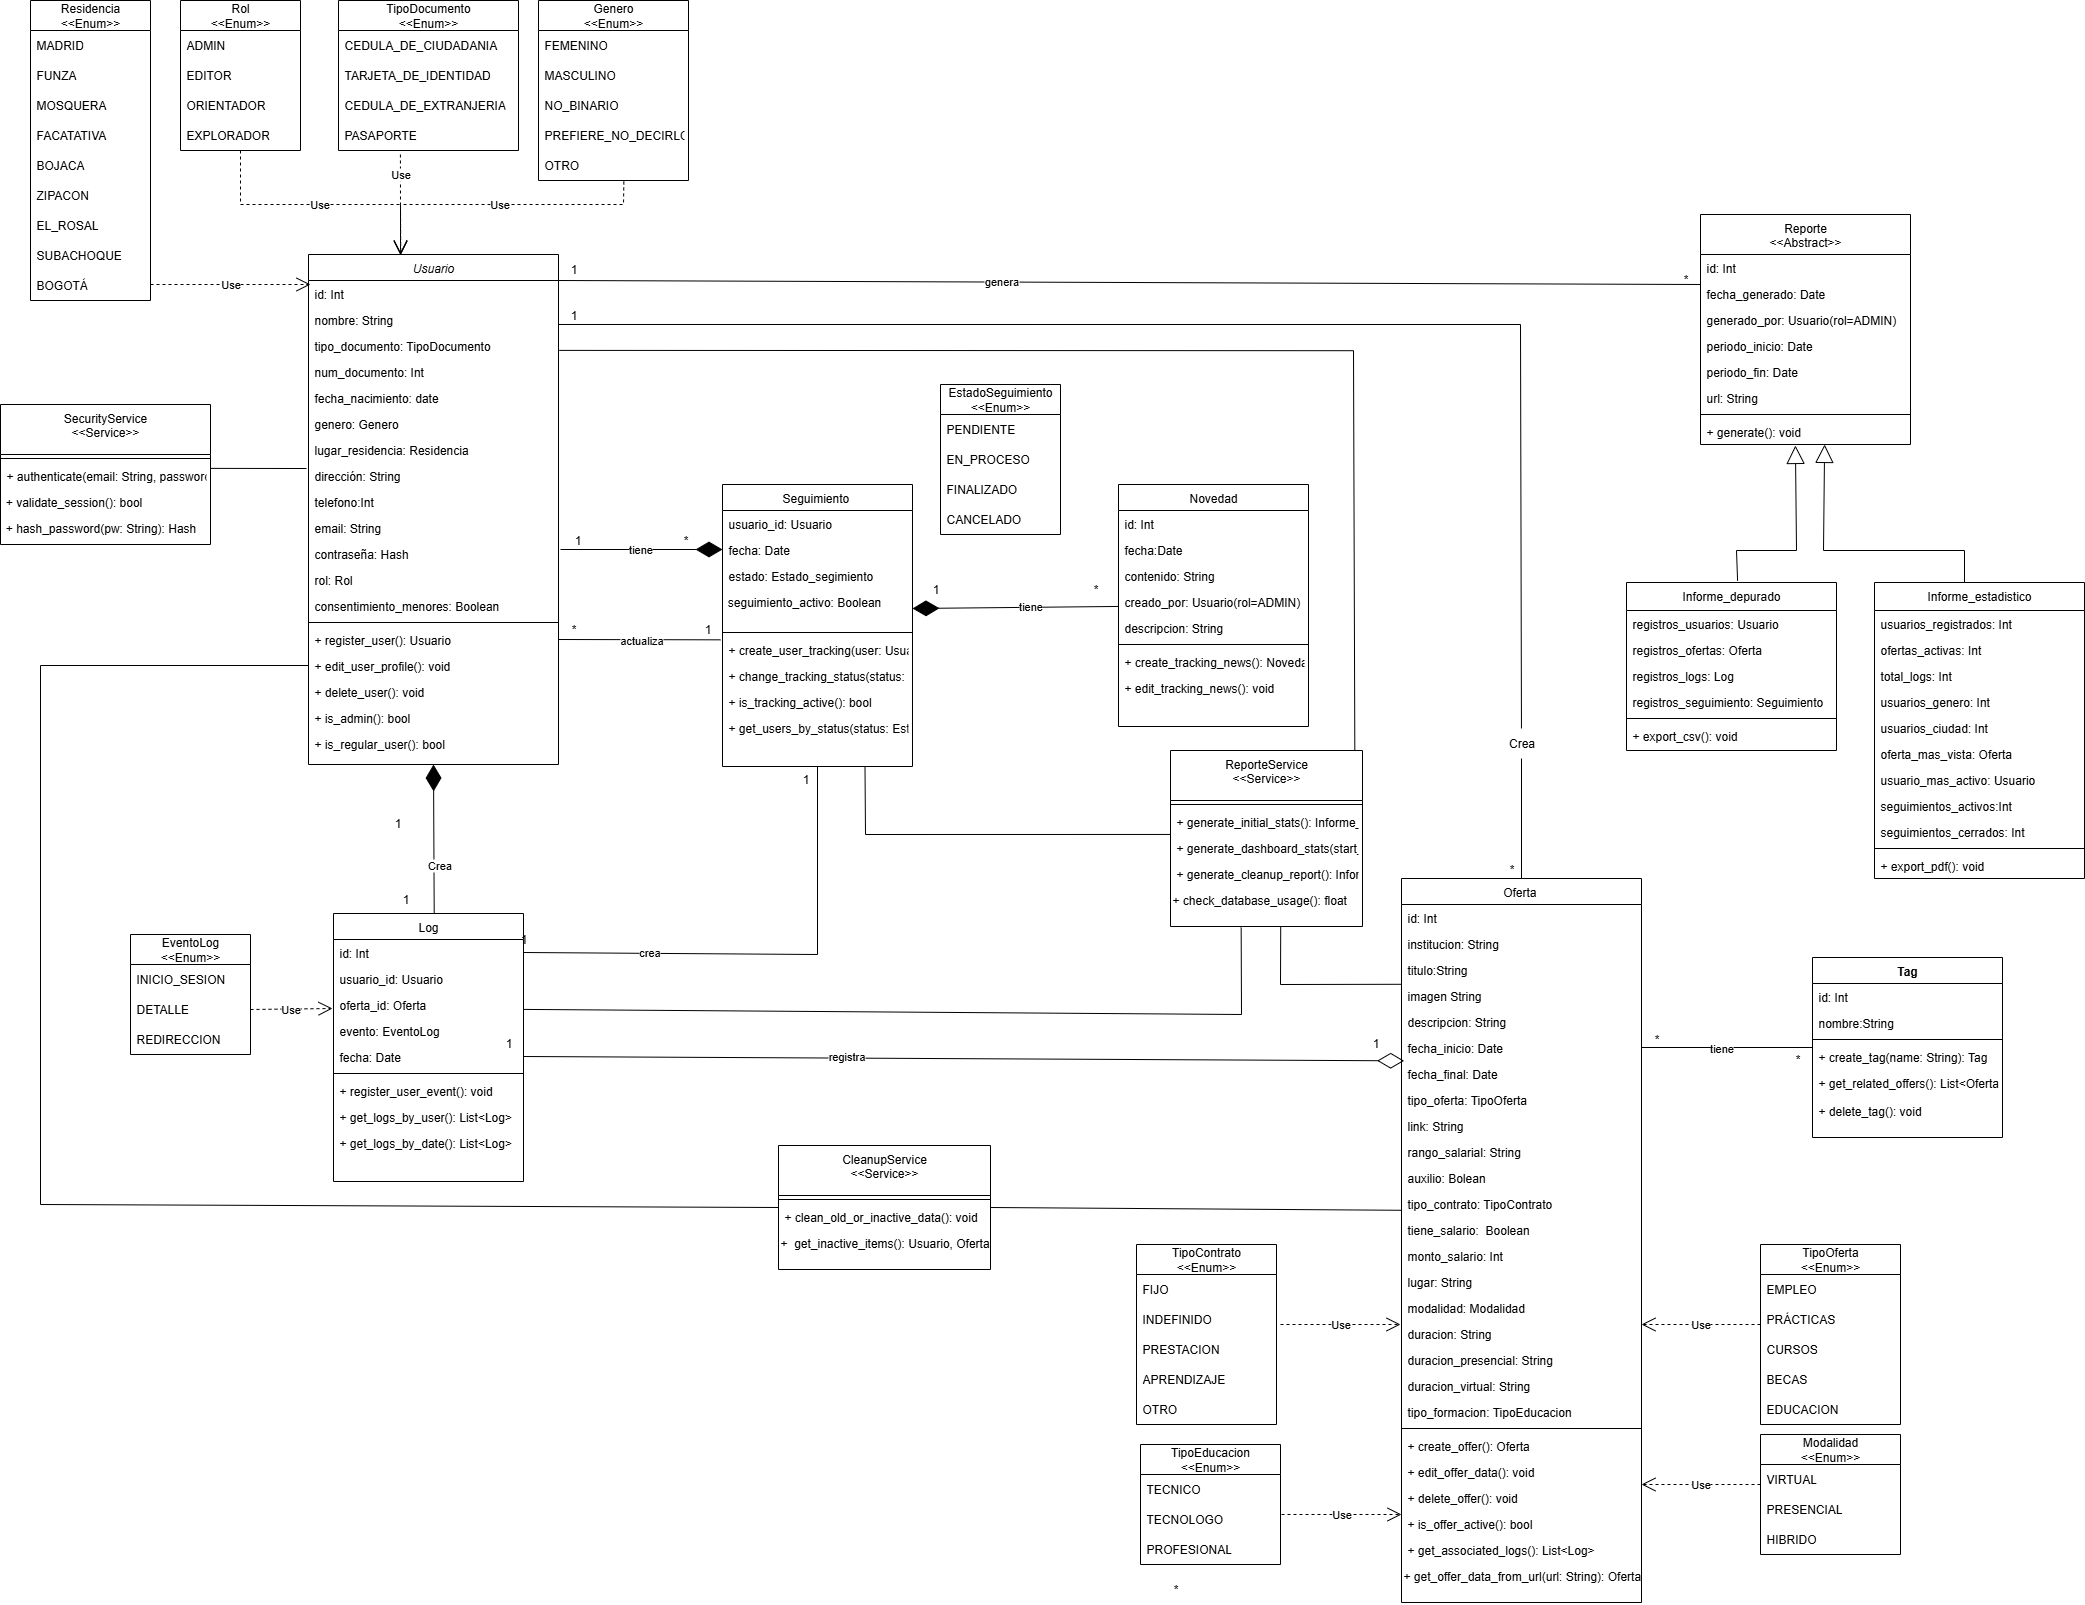 Residencia
<<Enum>>
MADRID
FUNZA
MOSQUERA
FACATATIVA
BOJACA
ZIPACON
EL_ROSAL
SUBACHOQUE
BOGOTÁ
Rol
<<Enum>>
ADMIN
EDITOR
ORIENTADOR
EXPLORADOR
TipoDocumento
<<Enum>>
CEDULA_DE_CIUDADANIA
TARJETA_DE_IDENTIDAD
CEDULA_DE_EXTRANJERIA
PASAPORTE
Genero
<<Enum>>
FEMENINO
MASCULINO
NO_BINARIO
PREFIERE_NO_DECIRLO
OTRO
Use
Use
Use
Use
Usuario
id: Int
nombre: String
tipo_documento: TipoDocumento
num_documento: Int
fecha_nacimiento: date
genero: Genero
lugar_residencia: Residencia
dirección: String
telefono:Int
email: String
contraseña: Hash
rol: Rol
consentimiento_menores: Boolean
+ register_user(): Usuario
+ edit_user_profile(): void
+ delete_user(): void
+ is_admin(): bool
+ is_regular_user(): bool
1
genera
*
1
Crea
*
Reporte
<<Abstract>>
id: Int
fecha_generado: Date
generado_por: Usuario(rol=ADMIN)
periodo_inicio: Date
periodo_fin: Date
url: String
+ generate(): void
SecurityService
<<Service>>
+ authenticate(email: String, passwor
+ validate_session(): bool
+ hash_password(pw: String): Hash
1
tiene
*
*
actualiza
1
Seguimiento
usuario_id: Usuario
fecha: Date
estado: Estado_segimiento
seguimiento_activo: Boolean
+ create_user_tracking(user: Usua
+ change_tracking_status(status:
+ is_tracking_active(): bool
+ get_users_by_status(status: Est
EstadoSeguimiento
<<Enum>>
PENDIENTE
EN_PROCESO
FINALIZADO
CANCELADO
1
tiene
*
Novedad
id: Int
fecha:Date
contenido: String
creado_por: Usuario(rol=ADMIN)
descripcion: String
+ create_tracking_news(): Noveda
+ edit_tracking_news(): void
Informe_depurado
registros_usuarios: Usuario
registros_ofertas: Oferta
registros_logs: Log
registros_seguimiento: Seguimiento
+ export_csv(): void
Informe_estadistico
usuarios_registrados: Int
ofertas_activas: Int
total_logs: Int
usuarios_genero: Int
usuarios_ciudad: Int
oferta_mas_vista: Oferta
usuario_mas_activo: Usuario
seguimientos_activos:Int
seguimientos_cerrados: Int
+ export_pdf(): void
ReporteService
<<Service>>
+ generate_initial_stats(): Informe_
+ generate_dashboard_stats(start_
+ generate_cleanup_report(): Infor
+ check_database_usage(): float
1
Crea
1
1
crea
1
EventoLog
<<Enum>>
INICIO_SESION
DETALLE
REDIRECCION
Use
Log
id: Int
usuario_id: Usuario
oferta_id: Oferta
evento: EventoLog
fecha: Date
+ register_user_event(): void
+ get_logs_by_user(): List<Log>
+ get_logs_by_date(): List<Log>
1
registra
1
CleanupService
<<Service>>
+ clean_old_or_inactive_data(): void
+ get_inactive_items(): Usuario, Oferta
Oferta
id: Int
institucion: String
titulo:String
imagen String
descripcion: String
fecha_inicio: Date
fecha_final: Date
tipo_oferta: TipoOferta
link: String
rango_salarial: String
auxilio: Bolean
tipo_contrato: TipoContrato
tiene_salario: Boolean
monto_salario: Int
lugar: String
modalidad: Modalidad
duracion: String
duracion_presencial: String
duracion_virtual: String
tipo_formacion: TipoEducacion
+ create_offer(): Oferta
+ edit_offer_data(): void
+ delete_offer(): void
+ is_offer_active(): bool
+ get_associated_logs(): List<Log>
+ get_offer_data_from_url(url: String): Oferta
*
tiene
*
Tag
id: Int
nombre:String
+ create_tag(name: String): Tag
+ get_related_offers(): List<Oferta
+ delete_tag(): void
TipoContrato
<<Enum>>
FIJO
INDEFINIDO
PRESTACION
APRENDIZAJE
OTRO
Use
TipoOferta
<<Enum>>
EMPLEO
PRÁCTICAS
CURSOS
BECAS
EDUCACION
Use
TipoEducacion
<<Enum>>
TECNICO
TECNOLOGO
PROFESIONAL
Use
Modalidad
<<Enum>>
VIRTUAL
PRESENCIAL
HIBRIDO
Use
*